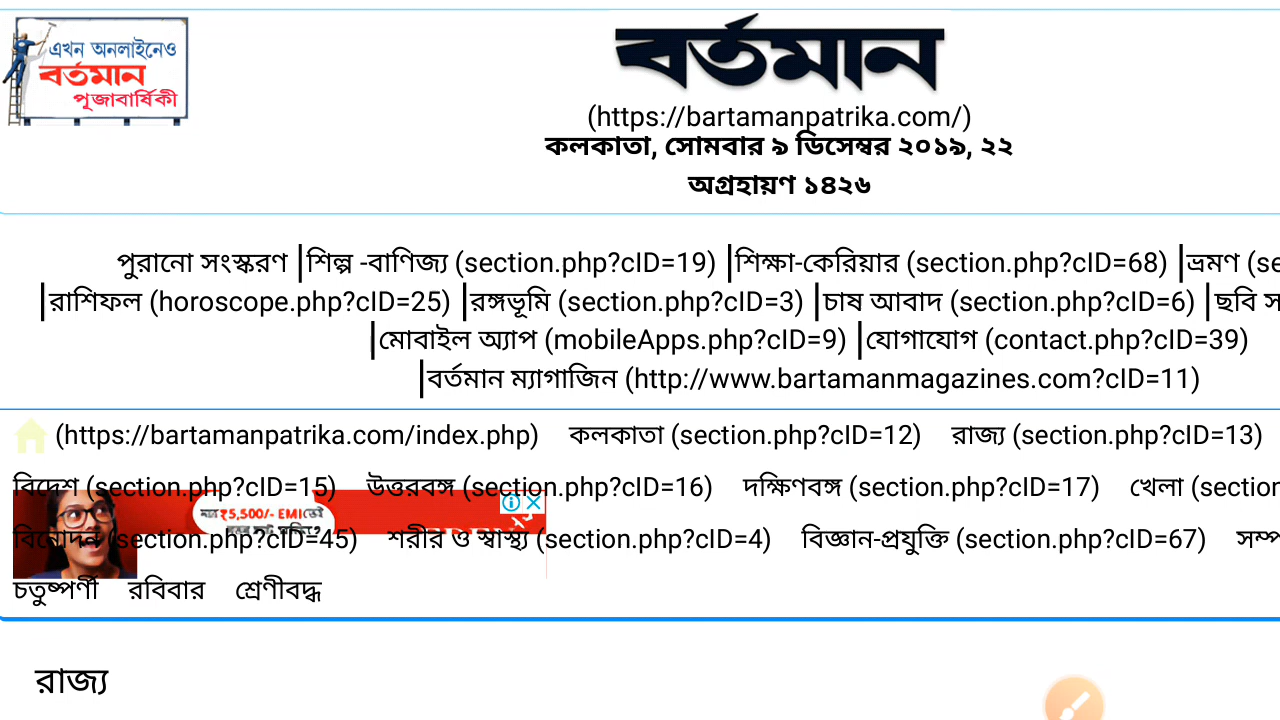 এখন অনলাইনেও
বর্তমান
পূজাবার্ষিকী
বর্তমান
(https://bartamanpatrika.com/)
কলকাতা, সোমবার ৯ ডিসেম্বর ২০১৯, ২২
অগ্রহায়ণ ১৪২৬
পুরানো সংস্করণ |শিল্প -বাণিজ্য (section.php?cID=19) |শিক্ষা-কেরিয়ার (section.php?cID=68) |ভ্রমণ
|রাশিফল (horoscope.php?cID=25) |রঙ্গভূমি (section.php?cID=3) |চাষ আবাদ (section.php?cID=6) |ছবি
|মোবাইল অ্যাপ (mobileApps.php?cID=9) |যোগাযোগ (contact.php?cID=39)
|বর্তমান ম্যাগাজিন (http://www.bartamanmagazines.com?cID=11)
(https://bartamanpatrika.com/index.php) কলকাতা (section.php?cID=12) রাজ্য (section.php?cID=13)
বিদেশ (section.php?cID=15) উত্তরবঙ্গ (section.php?cID=16) দক্ষিণবঙ্গ (section.php?cID=17) খেলা
₹5,500/- EMI
বিনোদন (section.php?cID=45) শরীর ও স্বাস্থ্য (section.php?cID=4) বিজ্ঞান-প্রযুক্তি (section.php?cID=67)
চতুষ্পর্ণী রবিবার শ্রেণীবদ্ধ
রাজ্য